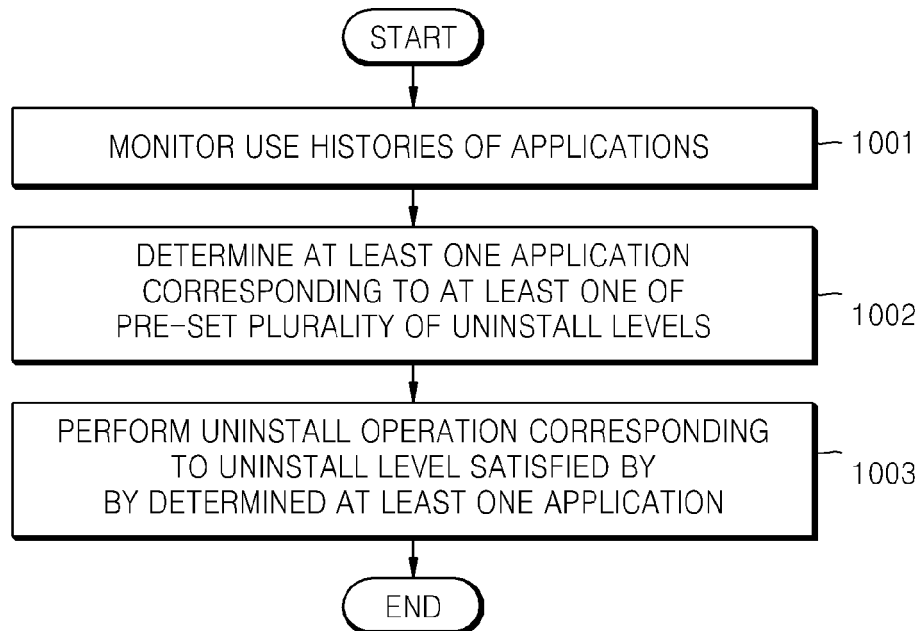 START
MONITOR USE HISTORIES OF APPLICATIONS
1001
DETERMINE AT LEAST ONE APPLICATION
CORRESPONDING TO AT LEAST ONE OF
PRE-SET PLURALITY OF UNINSTALL LEVELS
1002
PERFORM UNINSTALL OPERATION CORRESPONDING
TO UNINSTALL LEVEL SATISFIED BY
BY DETERMINED AT LEAST ONE APPLICATION
1003
END